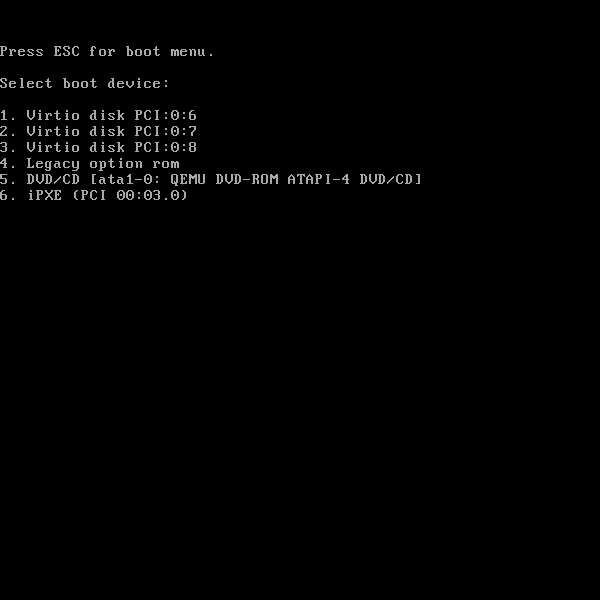 Press ESC for boot menu.
Select boot device:
1. Virtio disk PCI:0:6
2. Virtio disk PCI:0:7
3. Virtio disk PCI:0:8
4. Legacy option rom
5. DVD/CD [ata1-0: QEMU DVD-ROM ATAPI-4 DVD/CD]
6. iPXE (PCI 00:03.0)